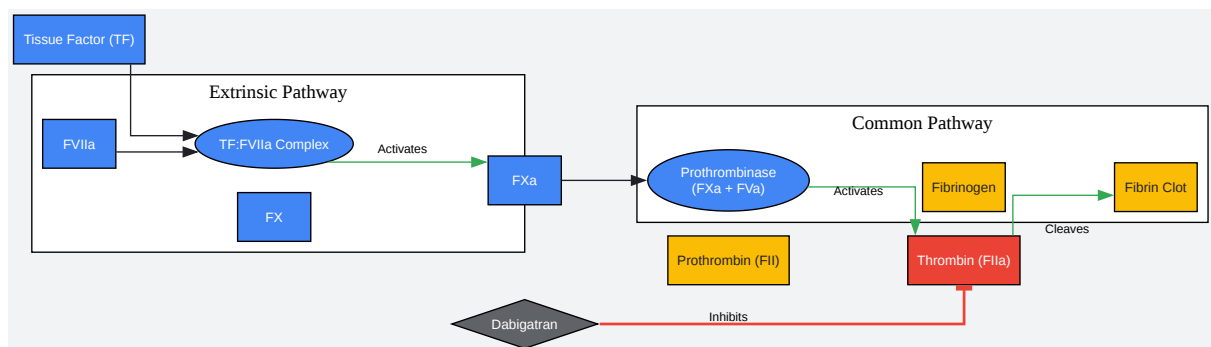 Tissue Factor (TF)
Extrinsic Pathway
FVIIa
TF:FVIIa Complex
Activates
FXa
FX
Common Pathway
Prothrombinase
(FXa + FVa)
Activates
Fibrinogen
Fibrin Clot
Cleaves
Prothrombin (FII)
Thrombin (FIIa)
Dabigatran
Inhibits